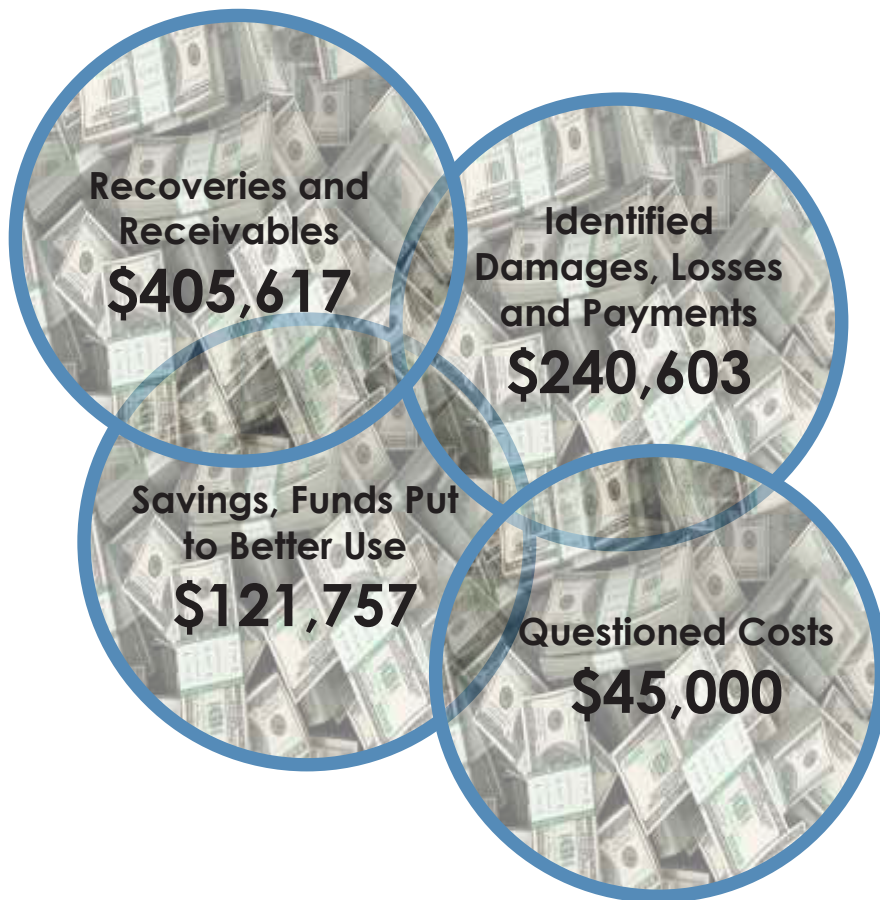 Recoveries and
Receivables
$405,617
Identified
Damages, Losses
and Payments
$240,603
Savings, Funds Put
to Better Use
$121,757
Questioned Costs
$45,000